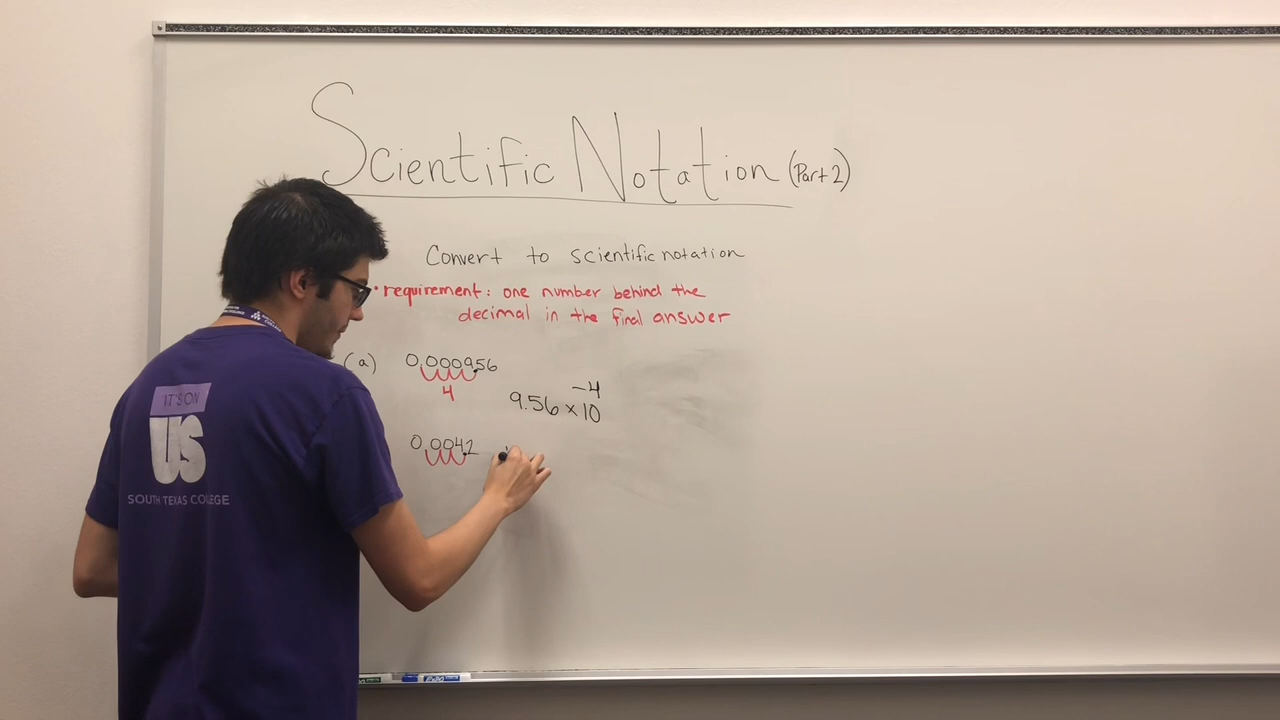 Scientific Notation (Part 2)
Convert to scientific notation
• requirement: one number behind the
decimal in the final answer
(a) 0.000956
4
9.56 x 10^-4
0.0042
IT'S ON
US
SOUTH TEXAS COLLEGE